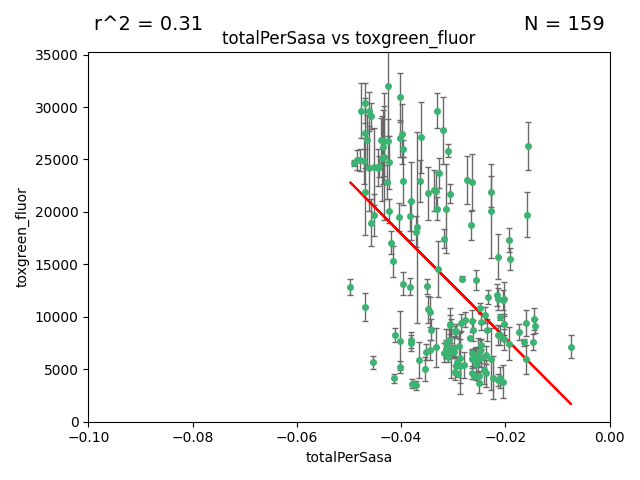 r^2 = 0.31 N = 159
totalPerSasa vs toxgreen_fluor
35000
30000
25000
20000
15000
10000
5000
0
toxgreen_fluor
−0.10 −0.08 −0.06 −0.04 −0.02 0.00
totalPerSasa